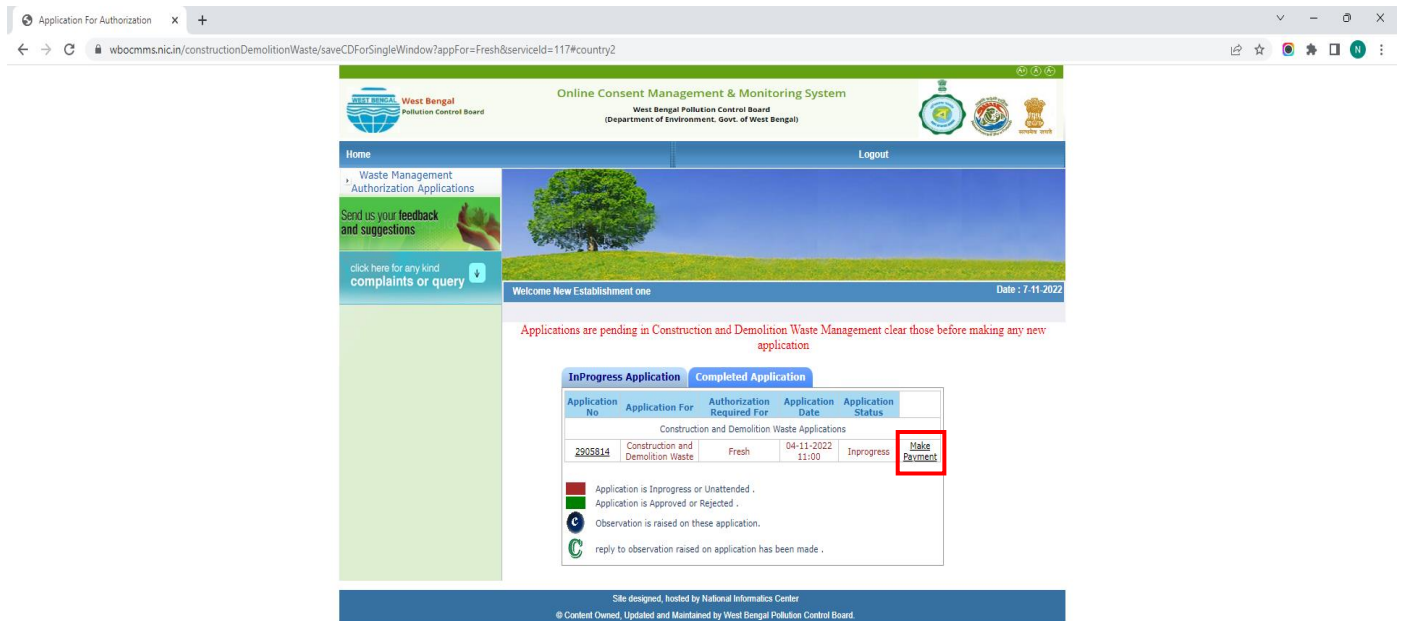 Application For Authorization
wbocmms.nic.in/constructionDemolitionWaste/saveCDForSingleWindow?appFor=Fresh&serviceId=117#country2
N
WEST BENGAL
West Bengal
Pollution Control Board
Online Consent Management & Monitoring System
West Bengal Pollution Control Board
(Department of Environment, Govt. of West Bengal)
Home
Logout
Waste Management
Authorization Applications
Send us your feedback
and suggestions
click here for any kind
complaints or query
Welcome New Establishment one
Date : 7-11-2022
Applications are pending in Construction and Demolition Waste Management clear those before making any new
application
InProgress Application
Completed Application
Application No
Application For
Authorization Required For
Application Date
Application Status
Construction and Demolition Waste Applications
2905814
Construction and Demolition Waste
Fresh
04-11-2022 11:00
Inprogress
Make Payment
Application is Inprogress or Unattended .
Application is Approved or Rejected .
C
Observation is raised on these application.
C
reply to observation raised on application has been made .
Site designed, hosted by National Informatics Center
© Content Owned, Updated and Maintained by West Bengal Pollution Control Board.